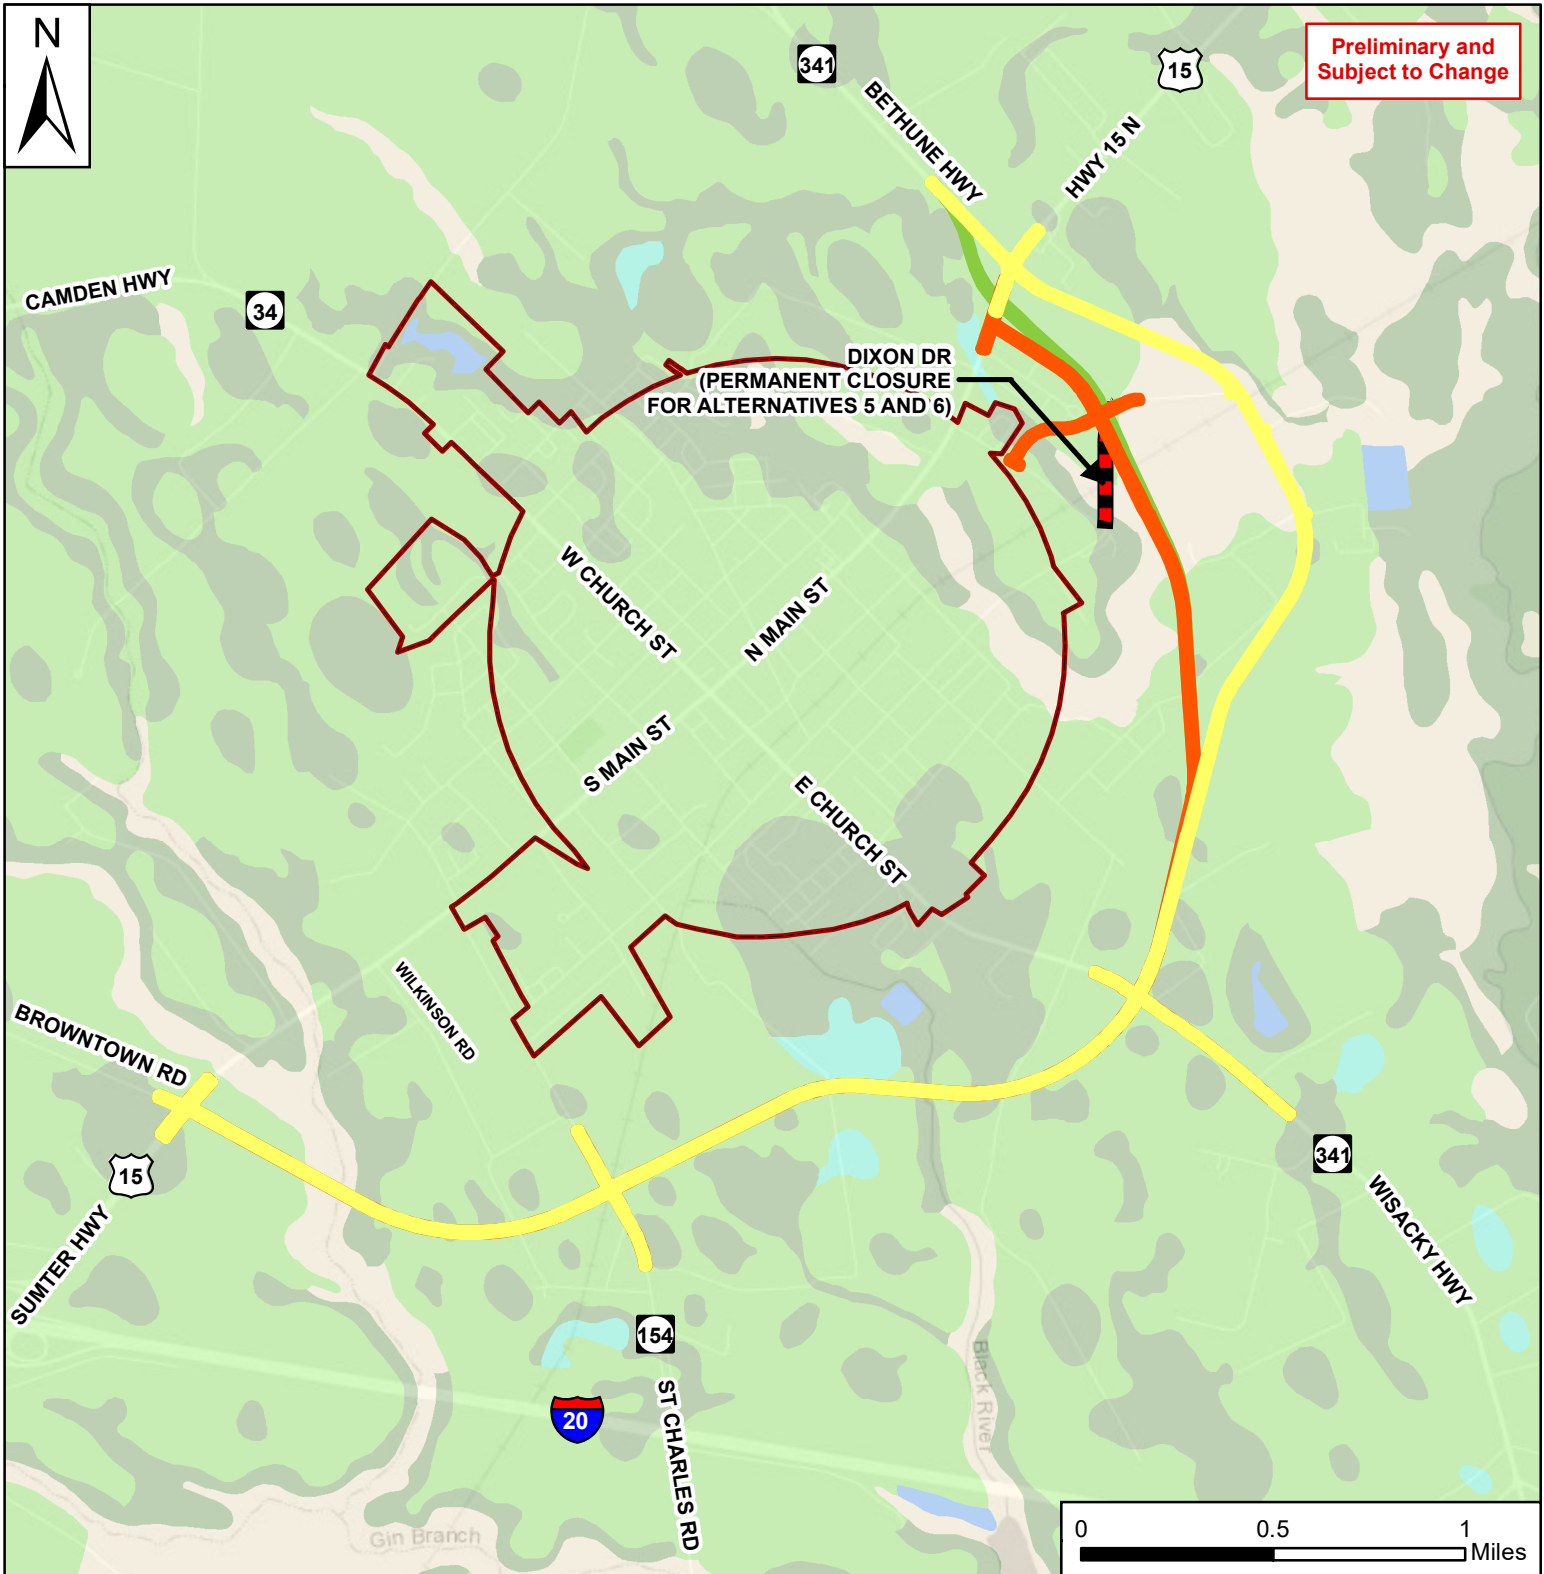 N
341
15
Preliminary and
Subject to Change
BETHUNE HWY
HWY 15 N
CAMDEN HWY
34
DIXON DR
(PERMANENT CLOSURE
FOR ALTERNATIVES 5 AND 6)
W CHURCH ST
N MAIN ST
S MAIN ST
E CHURCH ST
WILKINSON RD
BROWNTOWN RD
15
SUMTER HWY
341
WISACKY HWY
154
20
ST CHARLES RD
Black River
Gin Branch
0 0.5 1
Miles